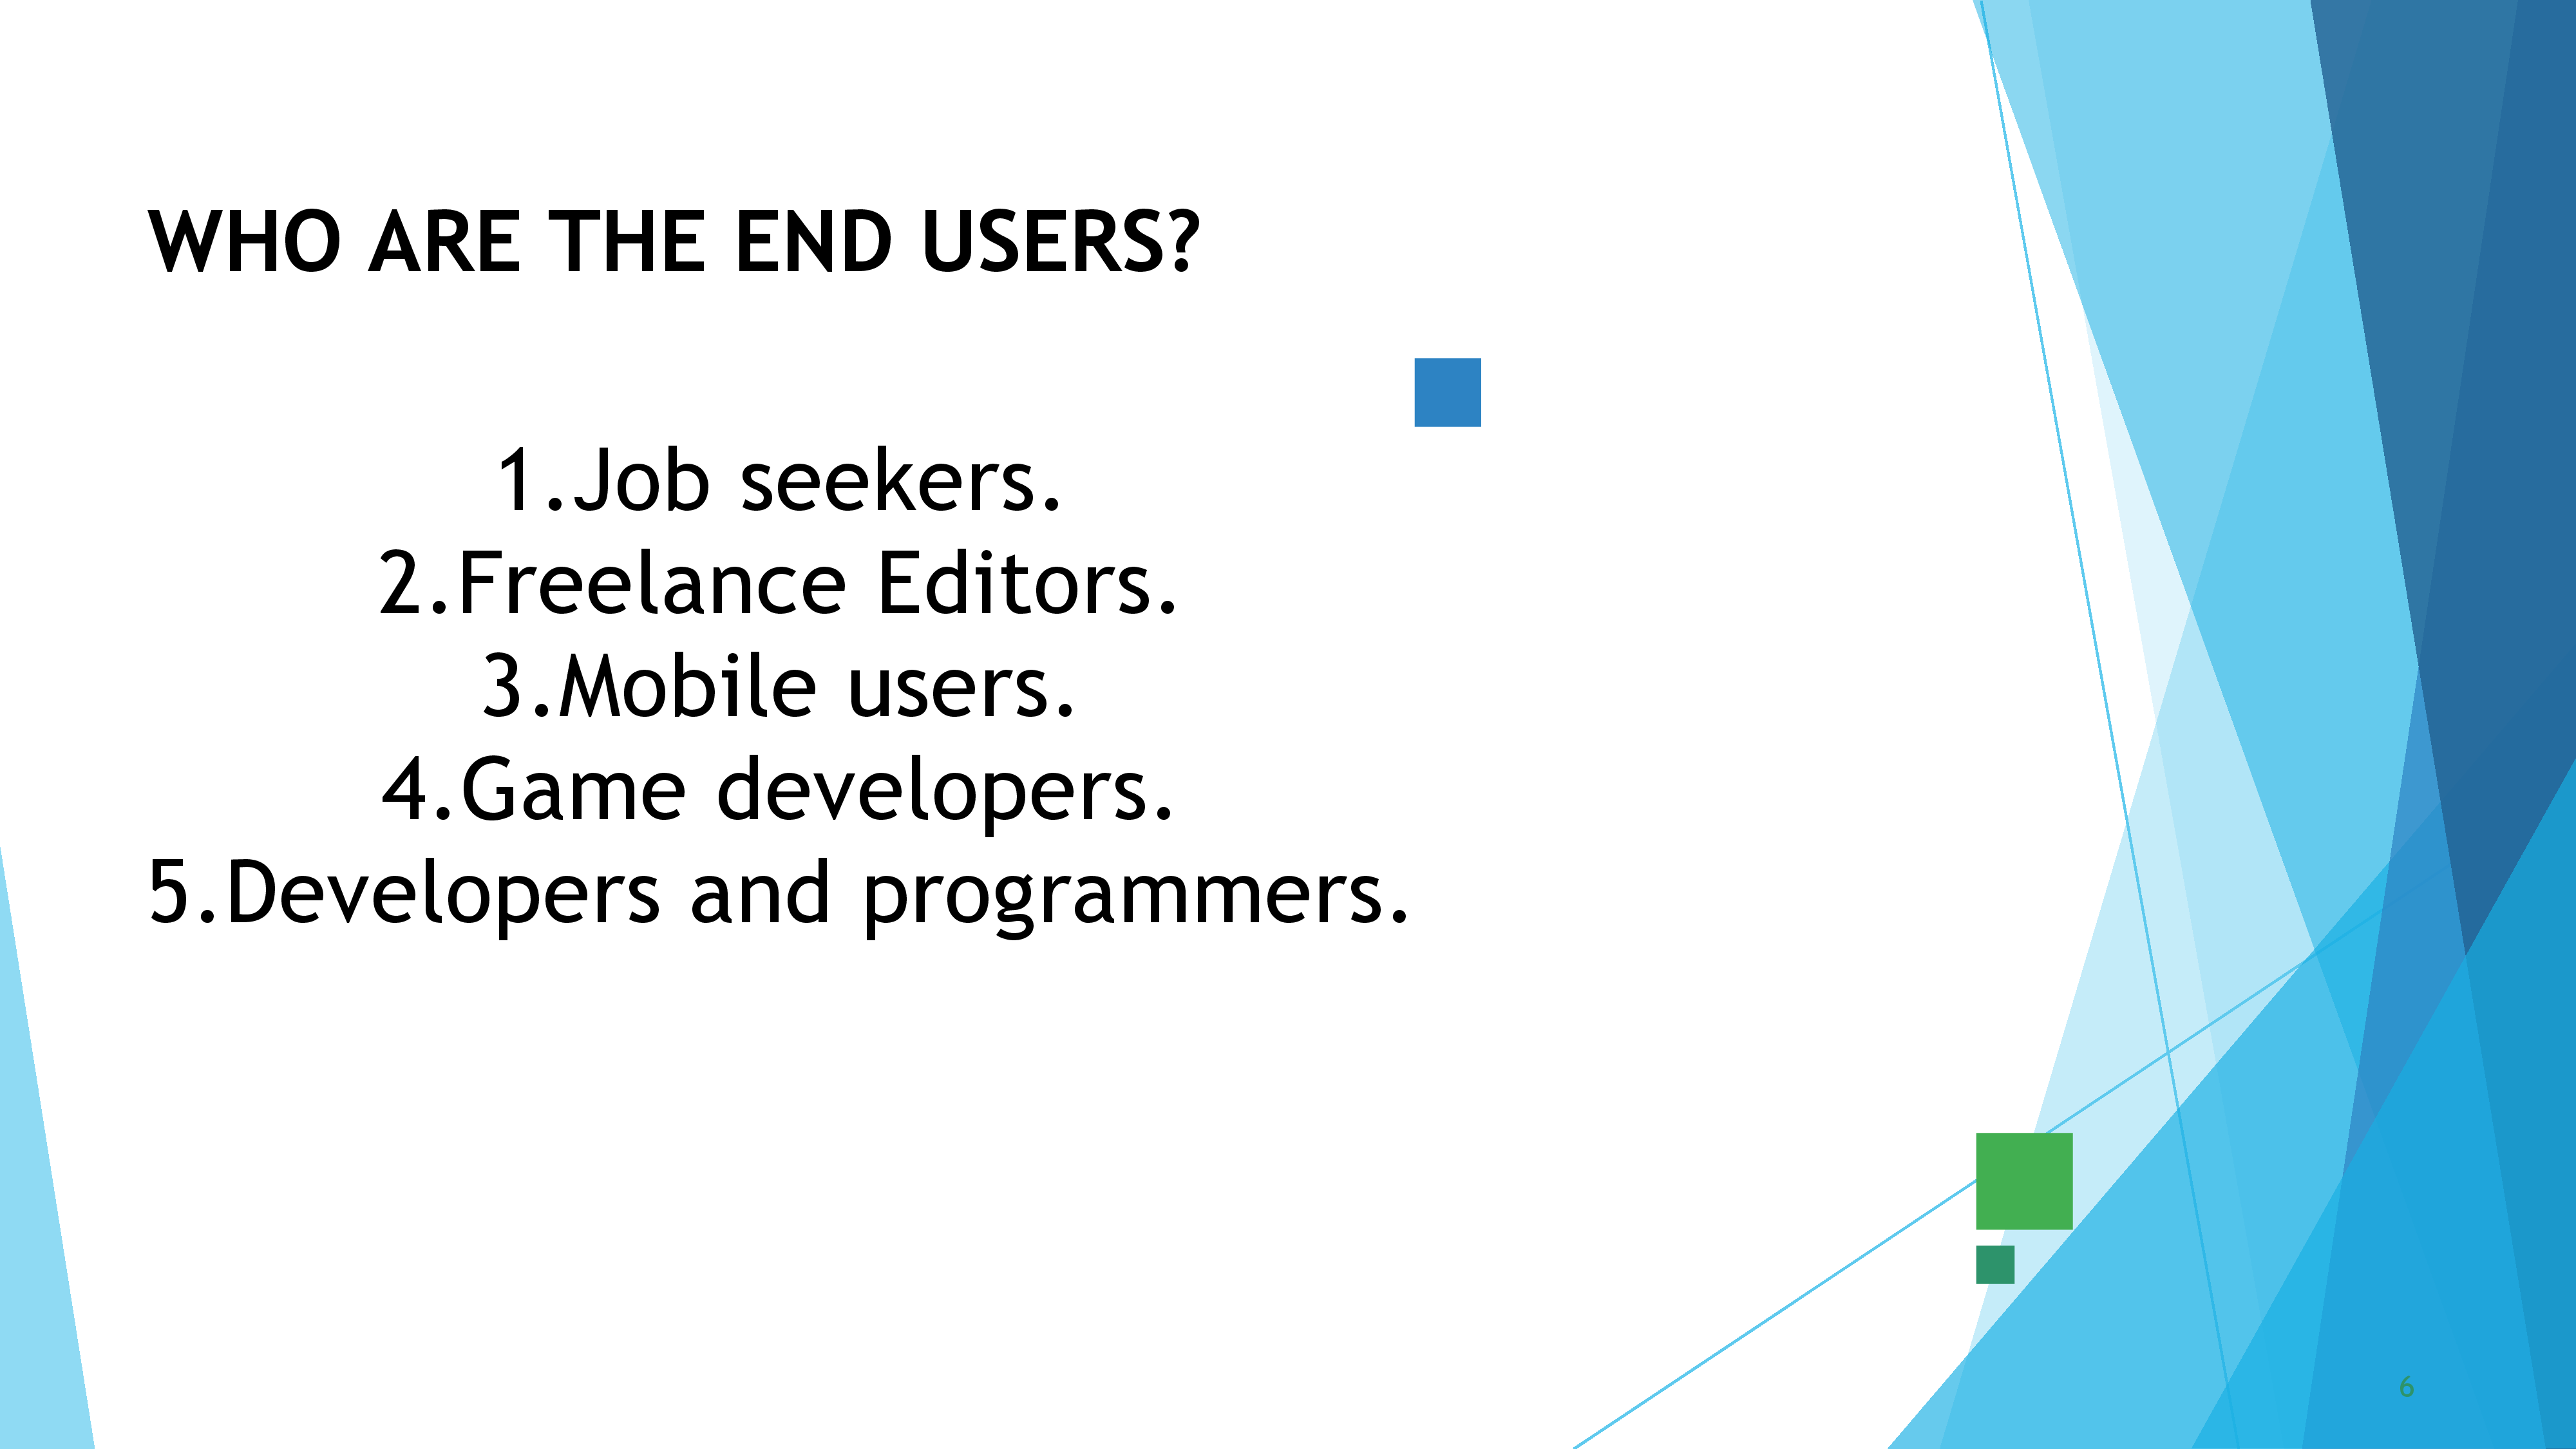 WHO ARE THE END USERS?
1.Job seekers.
2.Freelance Editors.
3.Mobile users.
4.Game developers.
5.Developers and programmers.
6